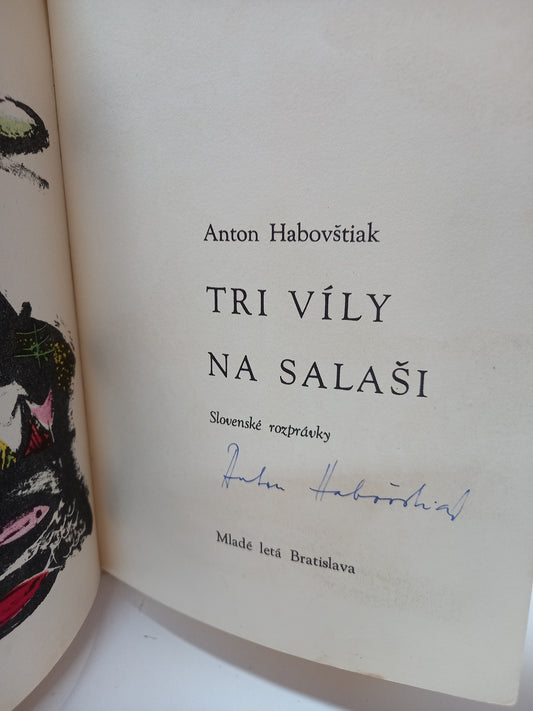 Anton Habovštiak
TRI VÍLY
NA SALAŠI
Slovenské rozprávky
Anton Habovštiak
Mladé letá Bratislava